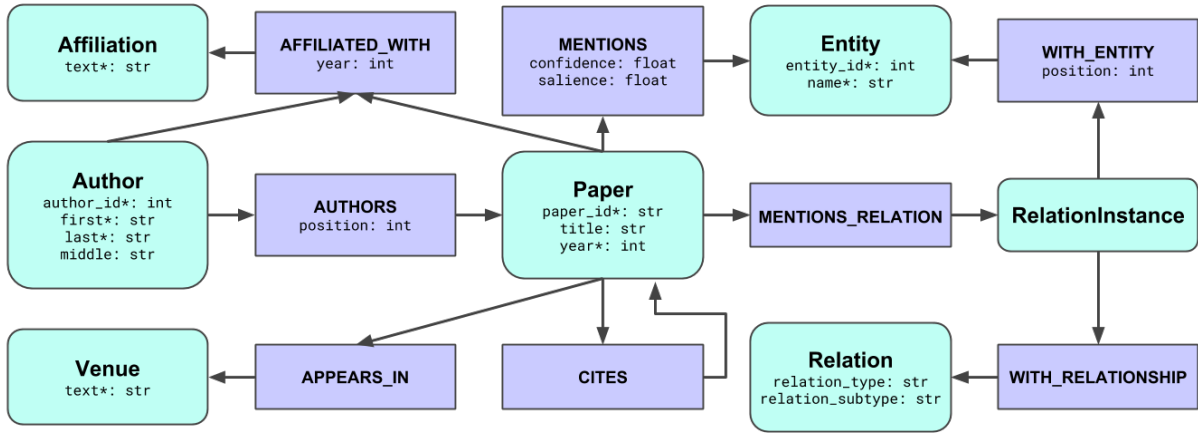 Affiliation
text*: str
AFFILIATED_WITH
year: int
MENTIONS
confidence: float
salience: float
Entity
entity_id*: int
name*: str
WITH_ENTITY
position: int
Author
author_id*: int
first*: str
last*: str
middle: str
AUTHORS
position: int
Paper
paper_id*: str
title: str
year*: int
MENTIONS_RELATION
RelationInstance
Venue
text*: str
APPEARS_IN
CITES
Relation
relation_type: str
relation_subtype: str
WITH_RELATIONSHIP